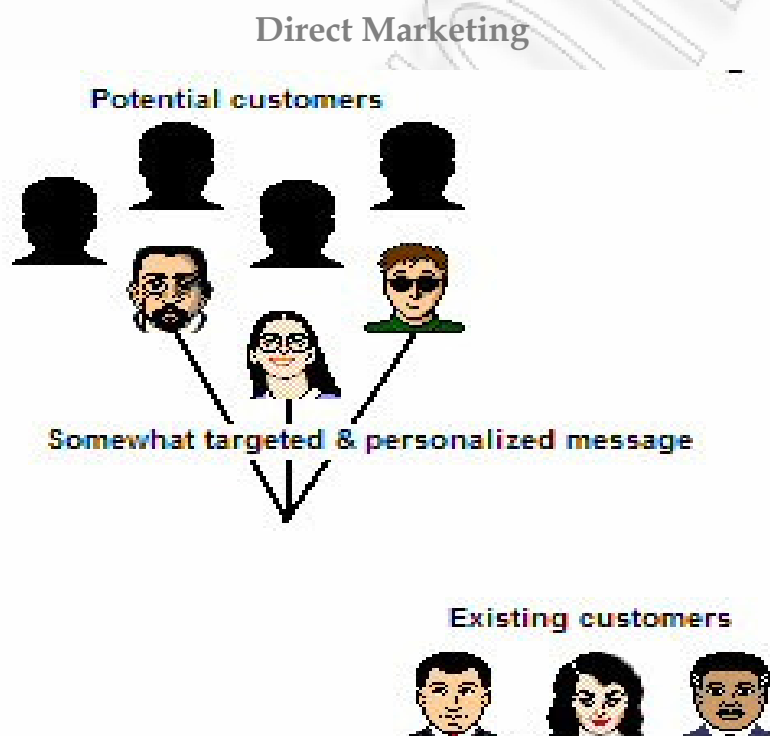 Direct Marketing
Potential customers
Somewhat targeted & personalized message
Existing customers